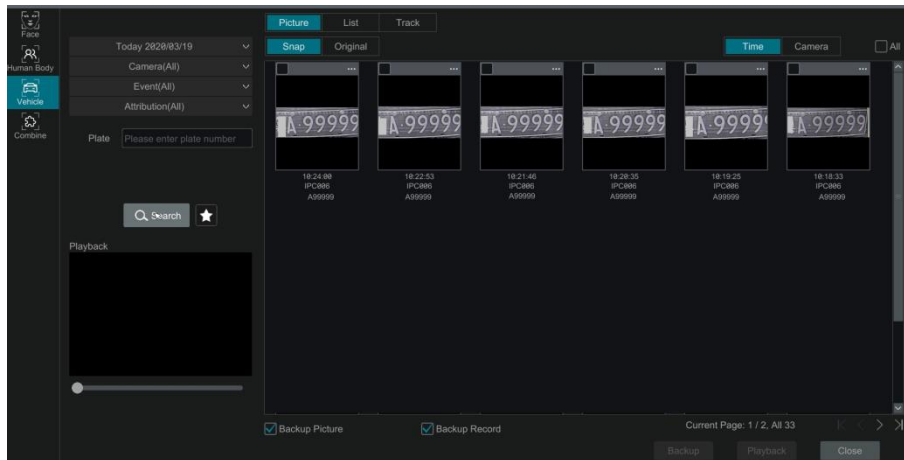 Face
Human Body
Vehicle
Combine
Today 2020/03/19
Camera(All)
Event(All)
Attribution(All)
Plate Please enter plate number
Search
Playback
Picture List Track
Snap Original
Time Camera All
A·99999 A·99999 A·99999 A·99999 A·99999 A·99999
10:24:00 10:22:53 10:21:46 10:20:35 10:19:25 10:18:33
IPC006 IPC006 IPC006 IPC006 IPC006 IPC006
A99999 A99999 A99999 A99999 A99999 A99999
Backup Picture Backup Record
Current Page: 1 / 2, All 33
Backup Playback Close